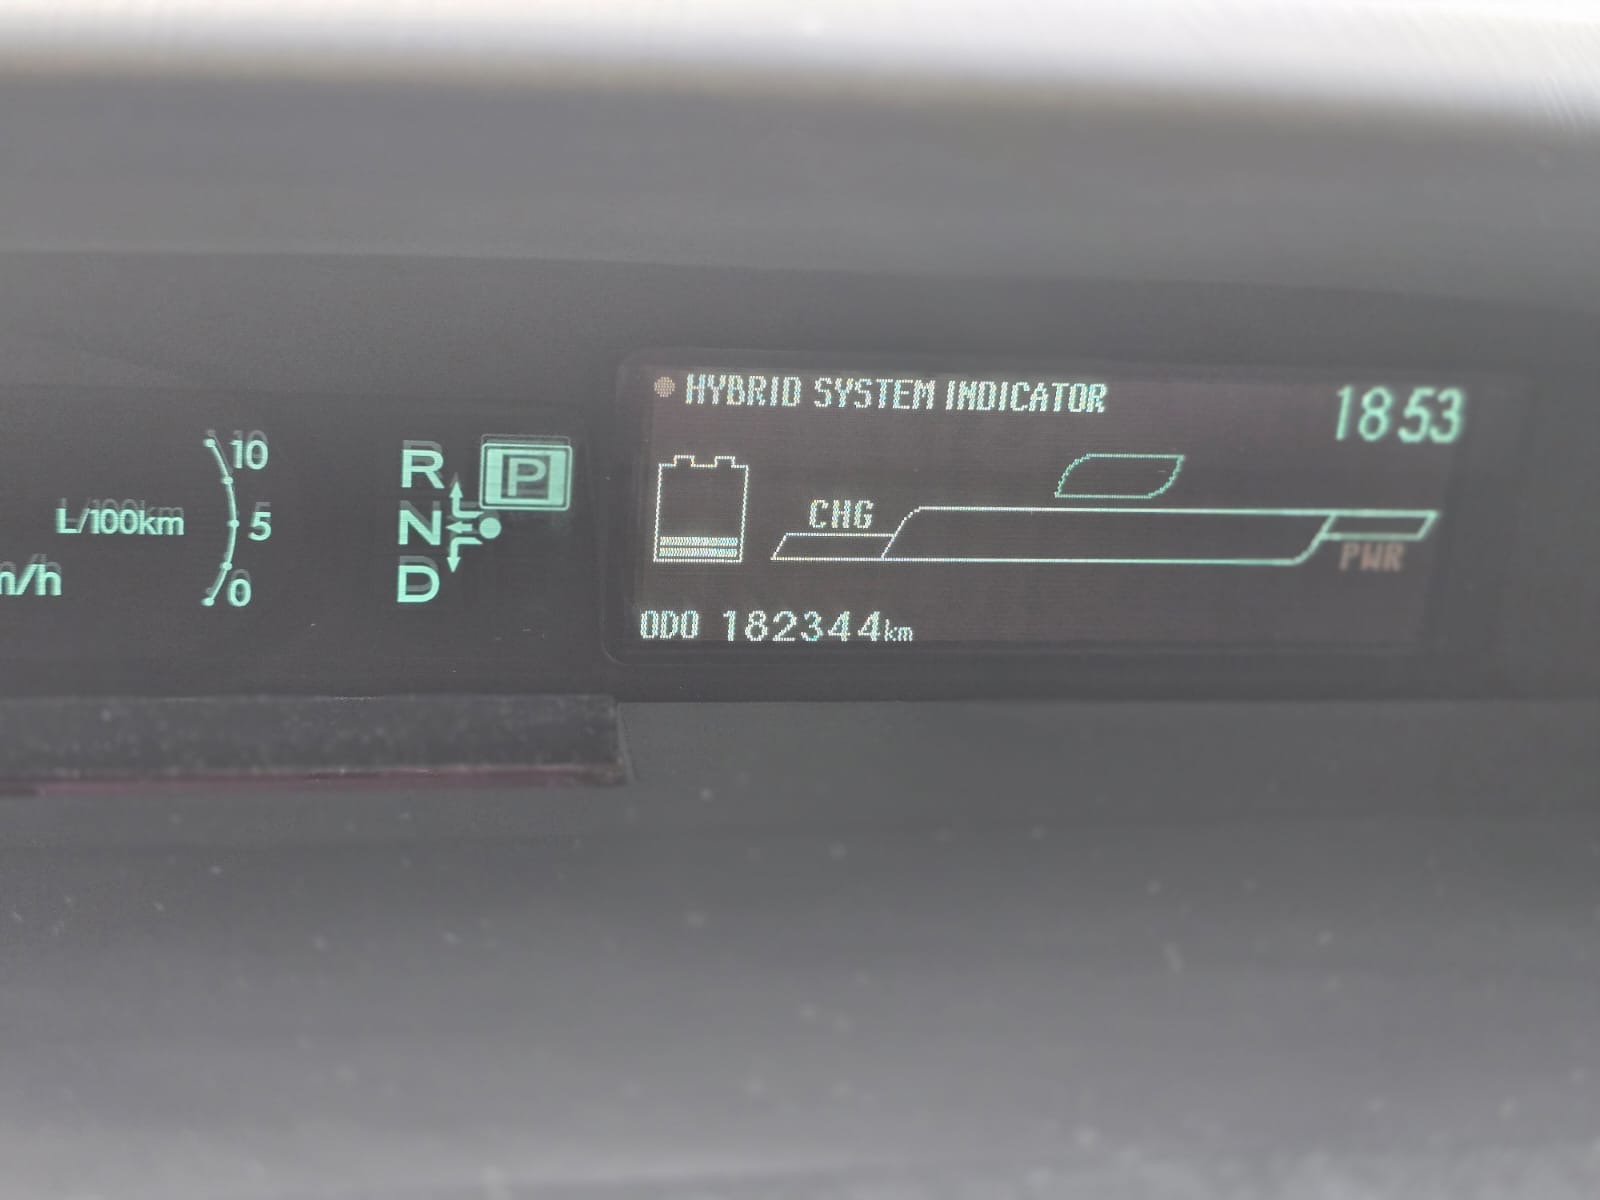 HYBRID SYSTEM INDICATOR 18 53
10
L/100km 5
0
R
P
N
D
CHG
PWR
ODO 182344km